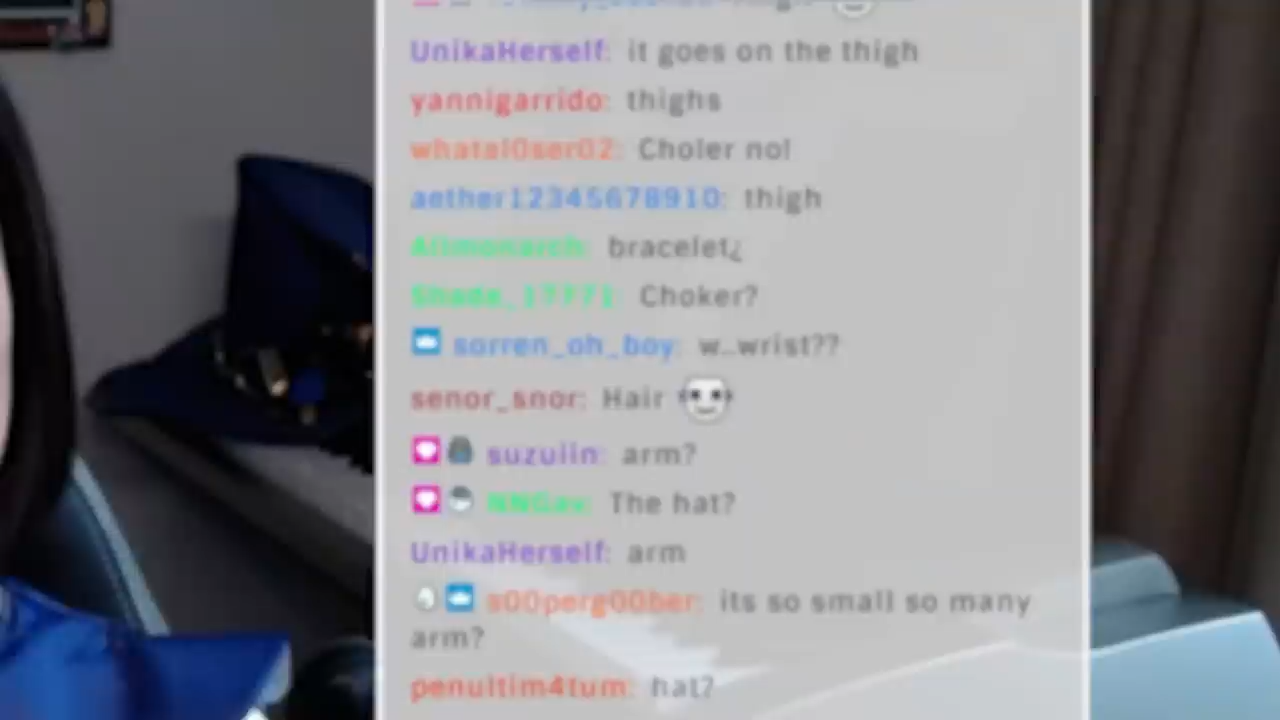 UnikaHerself: it goes on the thigh
yannigarrido: thighs
whatal0ser02: Choler no!
aether12345678910: thigh
Allmonarch: bracelet¿
Shade_17771: Choker?
sorren_oh_boy: w..wrist??
senor_snor: Hair
suzulin: arm?
NNGav: The hat?
UnikaHerself: arm
s00perg00ber: its so small so many
arm?
penultim4tum: hat?